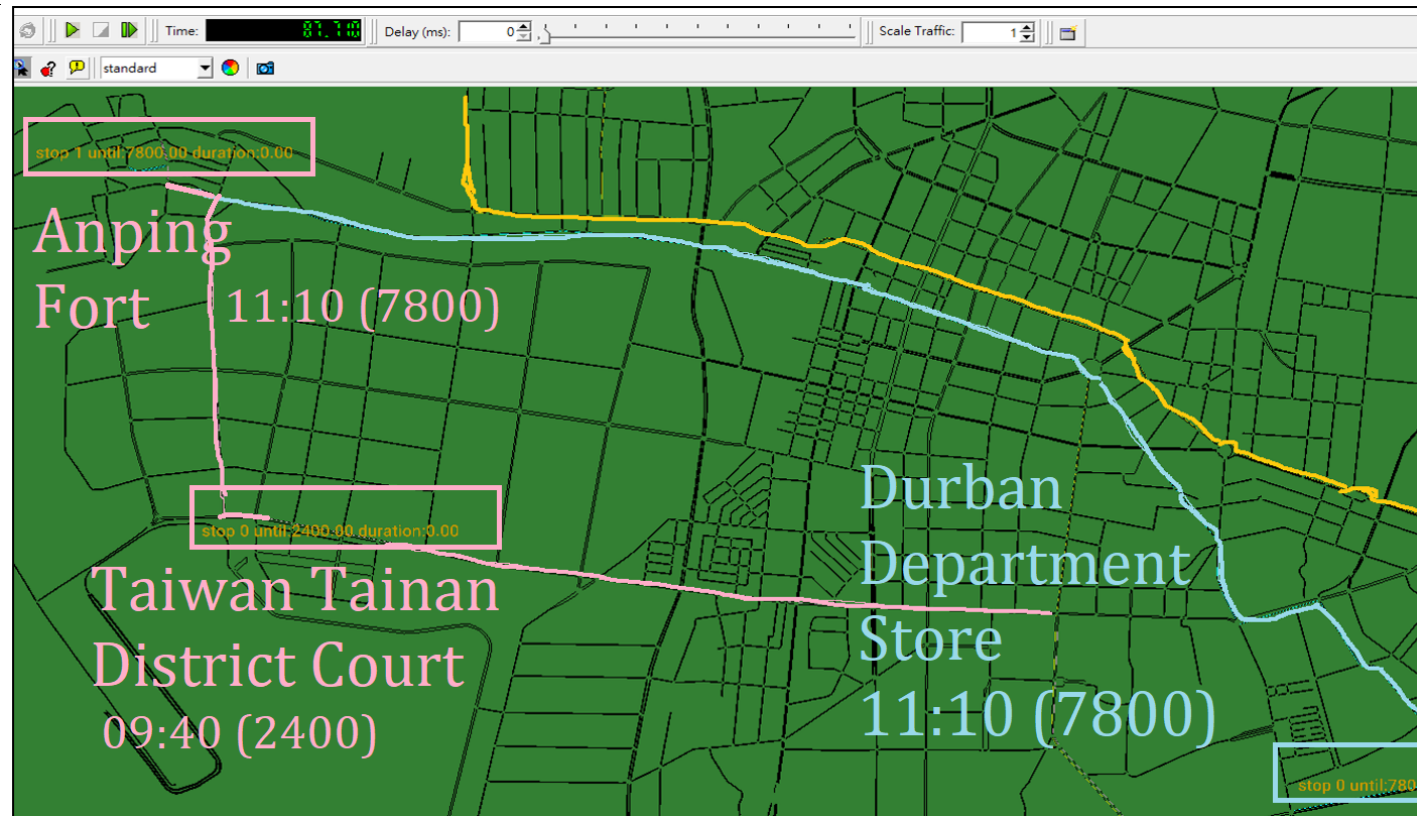 Time:
87.710
Delay (ms):
0
Scale Traffic:
1
standard
stop 1 until:7800.00 duration:0.00
Anping
Fort
11:10 (7800)
stop 0 until:2400.00 duration:0.00
Taiwan Tainan
District Court
09:40 (2400)
Durban
Department
Store
11:10 (7800)
stop 0 until:780